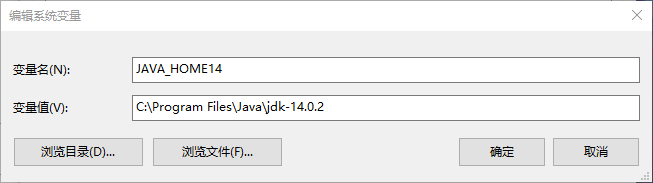 编辑系统变量
变量名(N):
JAVA_HOME14
变量值(V):
C:\Program Files\Java\jdk-14.0.2
浏览目录(D)... 浏览文件(F)... 确定 取消